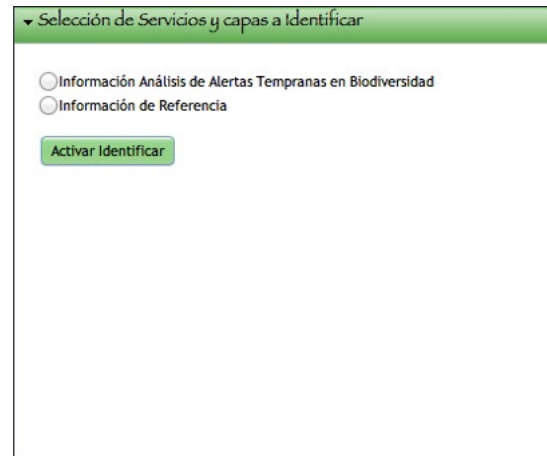 Selección de Servicios y capas a Identificar
Información Análisis de Alertas Tempranas en Biodiversidad
Información de Referencia
Activar Identificar